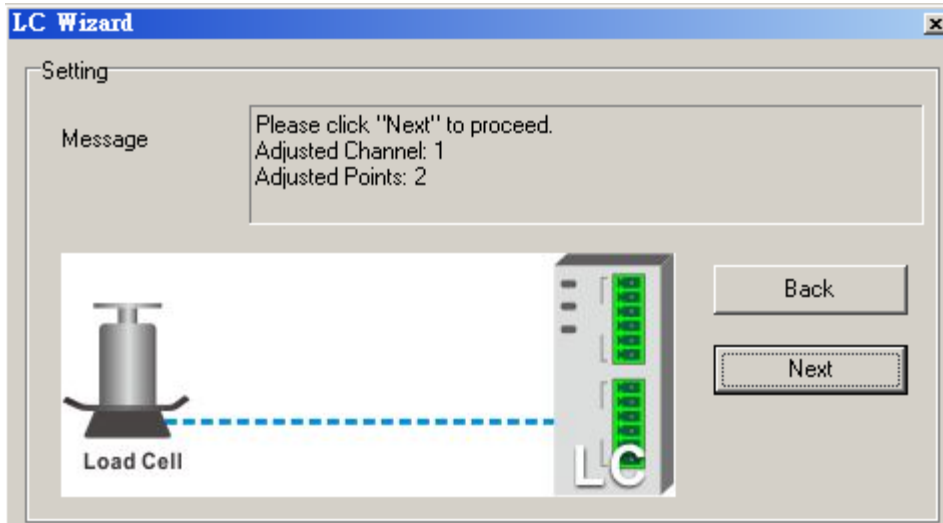 LC Wizard
Setting
Message
Please click "Next" to proceed.
Adjusted Channel: 1
Adjusted Points: 2
Back
Next
Load Cell
LC